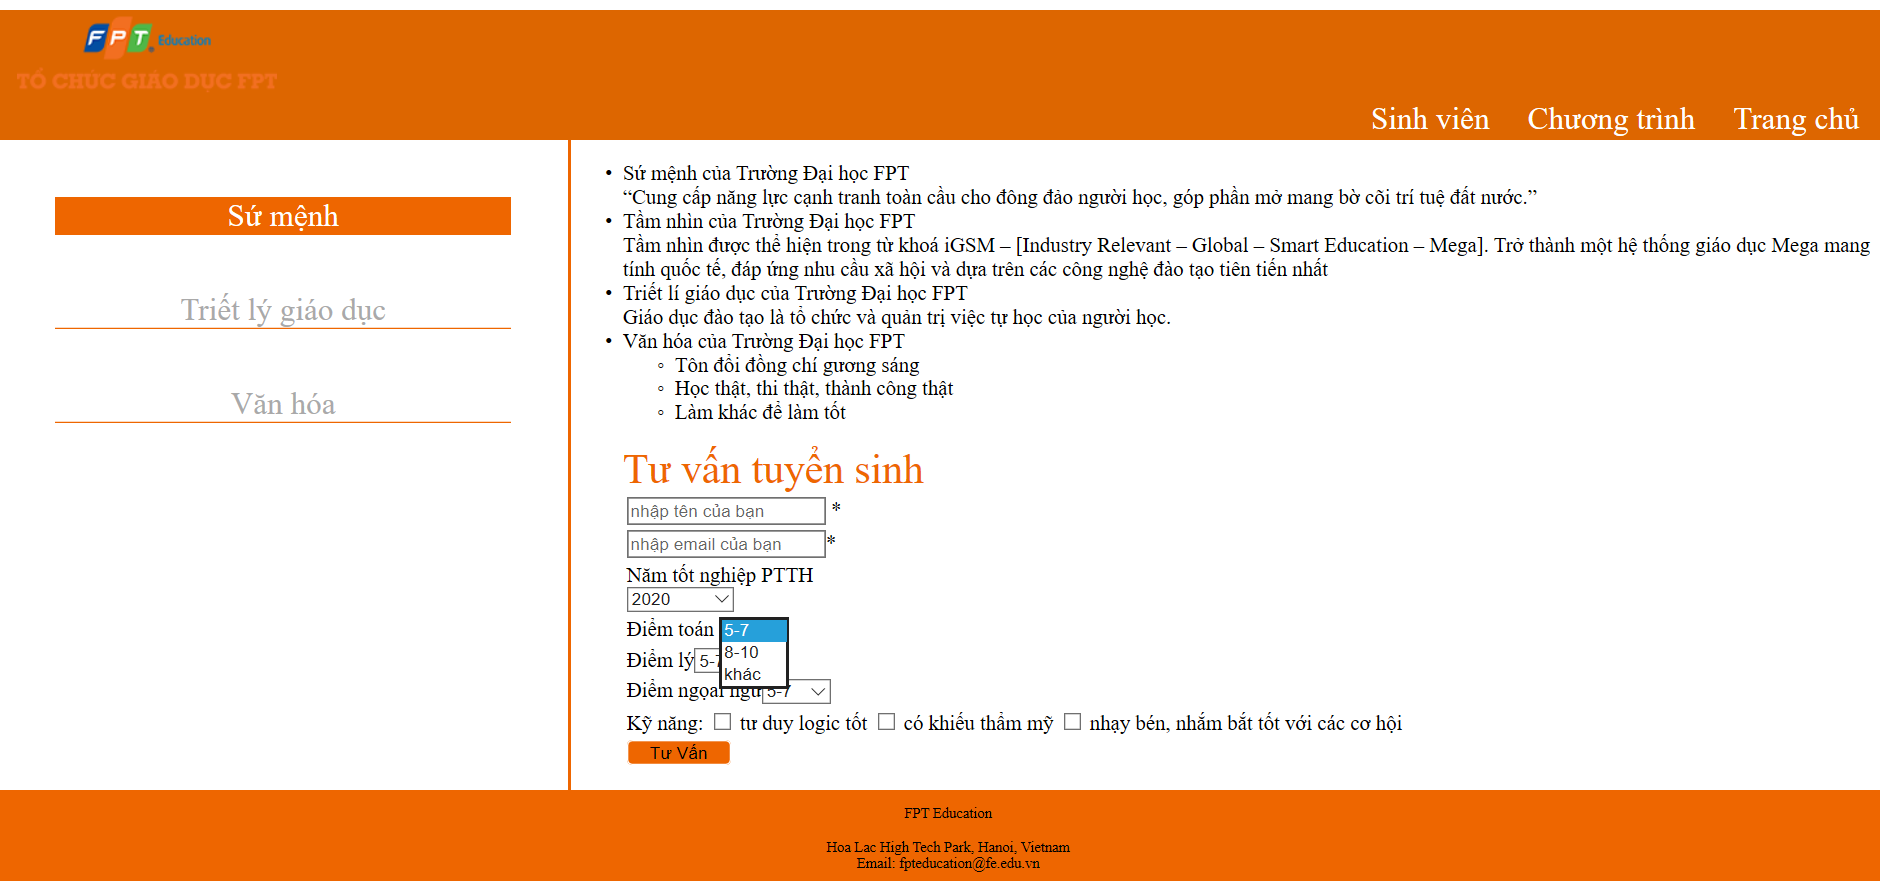 FPT Education
TỔ CHỨC GIÁO DỤC FPT
Sinh viên Chương trình Trang chủ
Sứ mệnh
Triết lý giáo dục
Văn hóa
• Sứ mệnh của Trường Đại học FPT
“Cung cấp năng lực cạnh tranh toàn cầu cho đông đảo người học, góp phần mở mang bờ cõi trí tuệ đất nước.”
• Tầm nhìn của Trường Đại học FPT
Tầm nhìn được thể hiện trong từ khoá iGSM – [Industry Relevant – Global – Smart Education – Mega]. Trở thành một hệ thống giáo dục Mega mang
tính quốc tế, đáp ứng nhu cầu xã hội và dựa trên các công nghệ đào tạo tiên tiến nhất
• Triết lí giáo dục của Trường Đại học FPT
Giáo dục đào tạo là tổ chức và quản trị việc tự học của người học.
• Văn hóa của Trường Đại học FPT
◦ Tôn đổi đồng chí gương sáng
◦ Học thật, thi thật, thành công thật
◦ Làm khác để làm tốt
Tư vấn tuyển sinh
nhập tên của bạn *
nhập email của bạn*
Năm tốt nghiệp PTTH
2020
Điểm toán 5-7
8-10
khác
Điểm lý 5-7
Điểm ngoại ngữ 5-7
Kỹ năng: tư duy logic tốt có khiếu thẩm mỹ nhạy bén, nhắm bắt tốt với các cơ hội
Tư Vấn
FPT Education
Hoa Lac High Tech Park, Hanoi, Vietnam
Email: fpteducation@fe.edu.vn